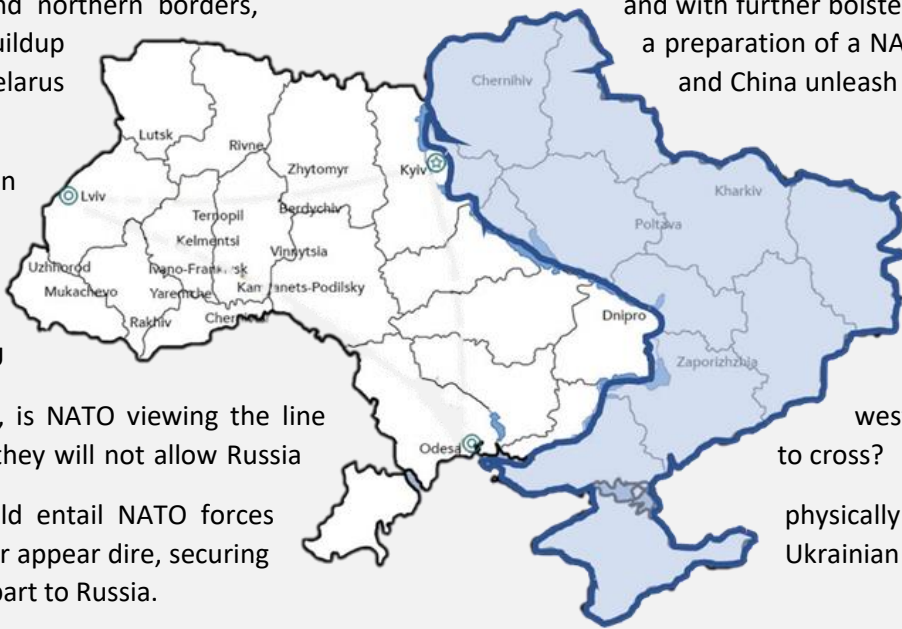 nd northern borders,
and with further bolste
uildup
a preparation of a NA
elarus
and China unleash
Chernihiv
Lutsk
Rivne
Zhytomyr
Kyiv
n
Lviv
Kharkiv
Ternopil
Berdychiv
Poltava
Kelmentsi
Vinnytsia
Uzhhorod
Mukachevo
Yaremche
Dnipro
Rakhiv
Zaporizhzhia
g
, is NATO viewing the line
wes
Odesa
they will not allow Russia
to cross?
ld entail NATO forces
physically
r appear dire, securing
Ukrainian
part to Russia.